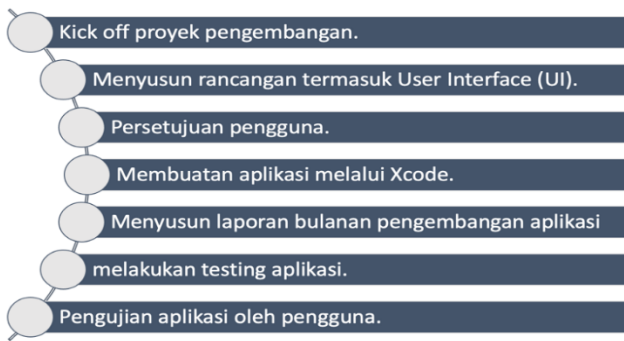 Kick off proyek pengembangan.
Menyusun rancangan termasuk User Interface (UI).
Persetujuan pengguna.
Membuatan aplikasi melalui Xcode.
Menyusun laporan bulanan pengembangan aplikasi
melakukan testing aplikasi.
Pengujian aplikasi oleh pengguna.